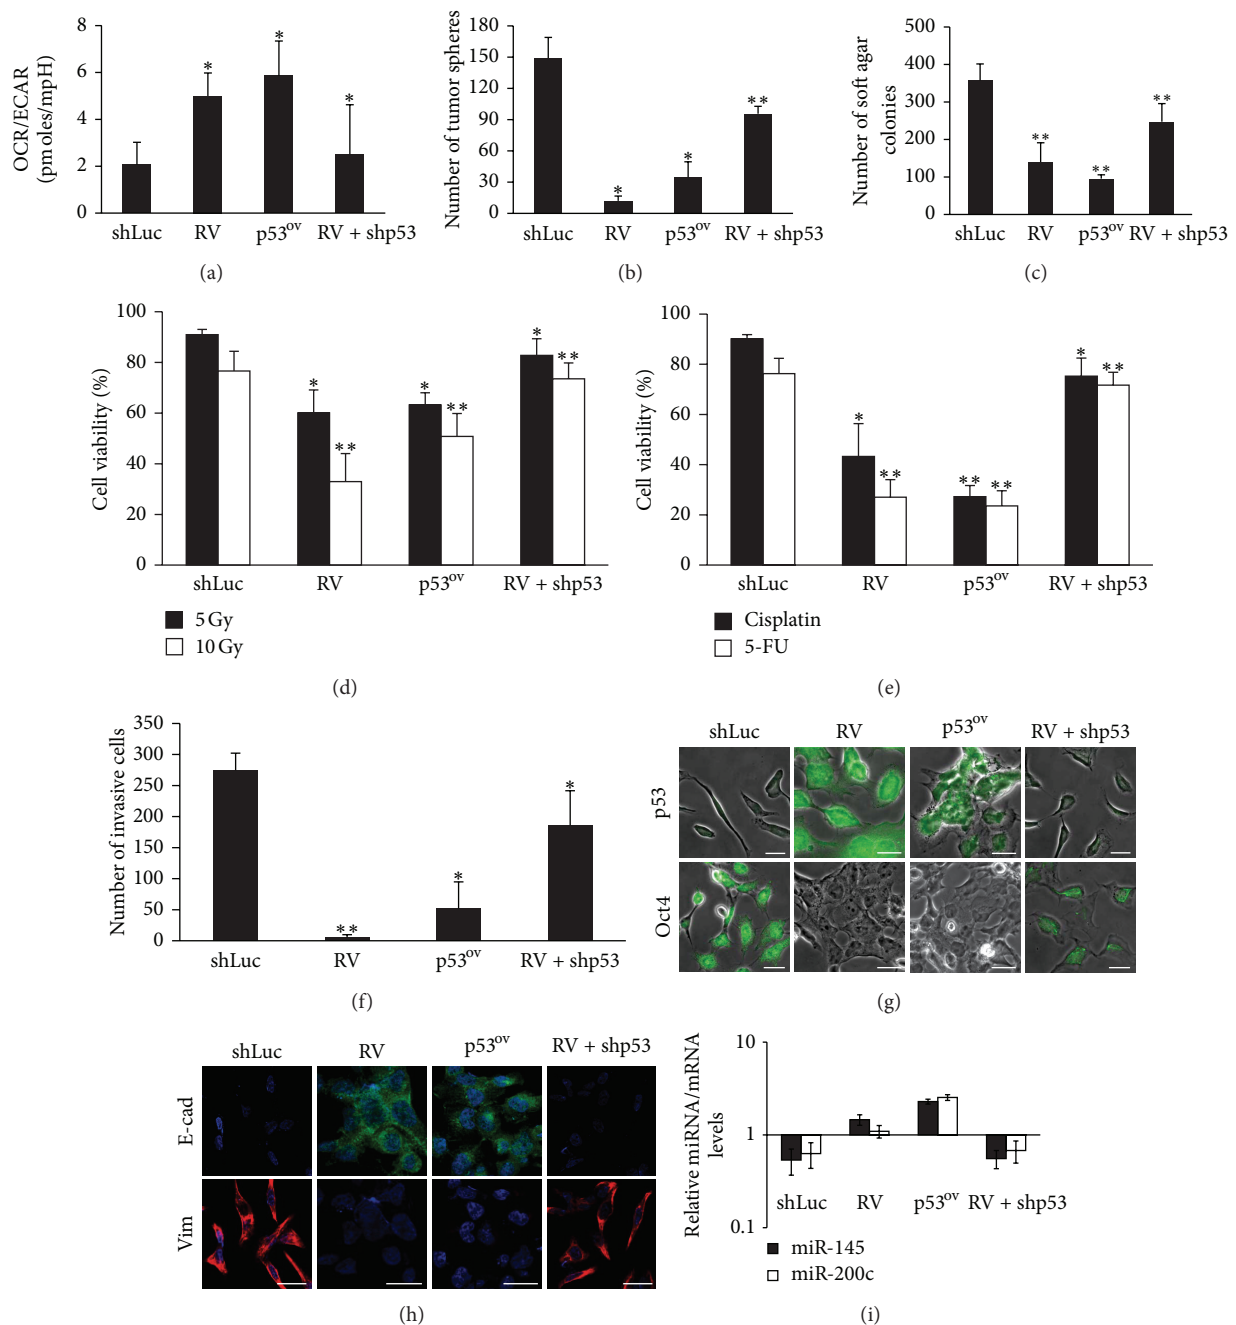 OCR/ECAR
(pmoles/mpH)
8
6
4
2
0
*
*
*
shLuc RV p53ov RV + shp53
(a)
Number of tumor spheres
180
150
120
90
60
30
0
*
*
**
shLuc RV p53ov RV + shp53
(b)
Number of soft agar
colonies
500
400
300
200
100
0
**
**
**
shLuc RV p53ov RV + shp53
(c)
Cell viability (%)
100
80
60
40
20
0
*
**
*
**
*
**
shLuc RV p53ov RV + shp53
5 Gy
10 Gy
(d)
Cell viability (%)
100
80
60
40
20
0
*
**
**
**
*
**
shLuc RV p53ov RV + shp53
Cisplatin
5-FU
(e)
Number of invasive cells
350
300
250
200
150
100
50
0
**
*
*
shLuc RV p53ov RV + shp53
(f)
shLuc RV p53ov RV + shp53
p53
Oct4
(g)
shLuc RV p53ov RV + shp53
E-cad
Vim
(h)
Relative miRNA/mRNA
levels
10
1
0.1
shLuc RV p53ov RV + shp53
miR-145
miR-200c
(i)